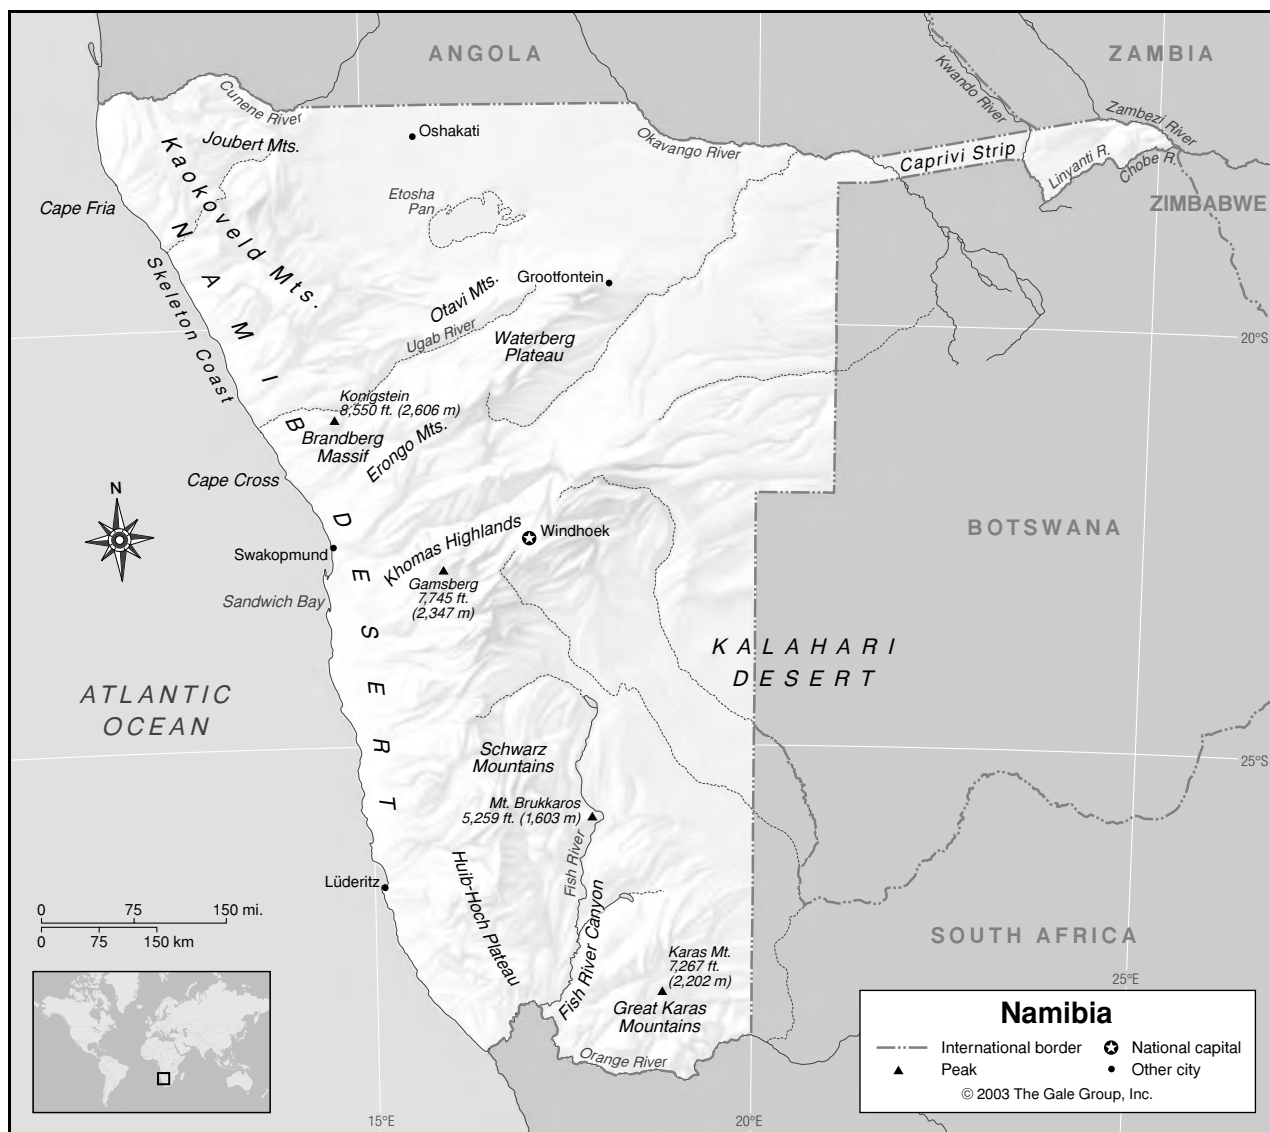 ANGOLA
ZAMBIA
Cunene River
Kwando River
Zambezi River
Joubert Mts.
Oshakati
Okavango River
Caprivi Strip
Linyanti R.
Chobe R.
Kaokoveld Mts.
Etosha
Pan
Cape Fria
ZIMBABWE
NAMIB DESERT
Skeleton Coast
Grootfontein
Otavi Mts.
Ugab River
Waterberg
Plateau
20°S
Konigstein
8,550 ft. (2,606 m)
Brandberg
Massif
Erongo Mts.
Cape Cross
N
Khomas Highlands
Windhoek
BOTSWANA
Swakopmund
Gamsberg
7,745 ft.
(2,347 m)
Sandwich Bay
KALAHARI
DESERT
ATLANTIC
OCEAN
Schwarz
Mountains
25°S
Mt. Brukkaros
5,259 ft. (1,603 m)
Fish River
Lüderitz
Huib-Hoch Plateau
Fish River Canyon
0 75 150 mi.
0 75 150 km
SOUTH AFRICA
Karas Mt.
7,267 ft.
(2,202 m)
25°E
Great Karas
Mountains
Orange River
Namibia
International border
National capital
Peak
Other city
© 2003 The Gale Group, Inc.
15°E
20°E